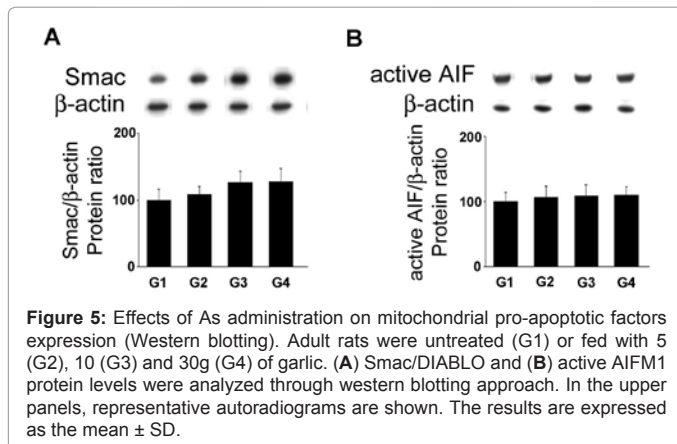 A
Smac
β-actin
Smac/β-actin
Protein ratio
200
100
0
G1 G2 G3 G4
B
active AIF
β-actin
active AIF/β-actin
Protein ratio
200
100
0
G1 G2 G3 G4
Figure 5: Effects of As administration on mitochondrial pro-apoptotic factors
expression (Western blotting). Adult rats were untreated (G1) or fed with 5
(G2), 10 (G3) and 30g (G4) of garlic. (A) Smac/DIABLO and (B) active AIFM1
protein levels were analyzed through western blotting approach. In the upper
panels, representative autoradiograms are shown. The results are expressed
as the mean ± SD.